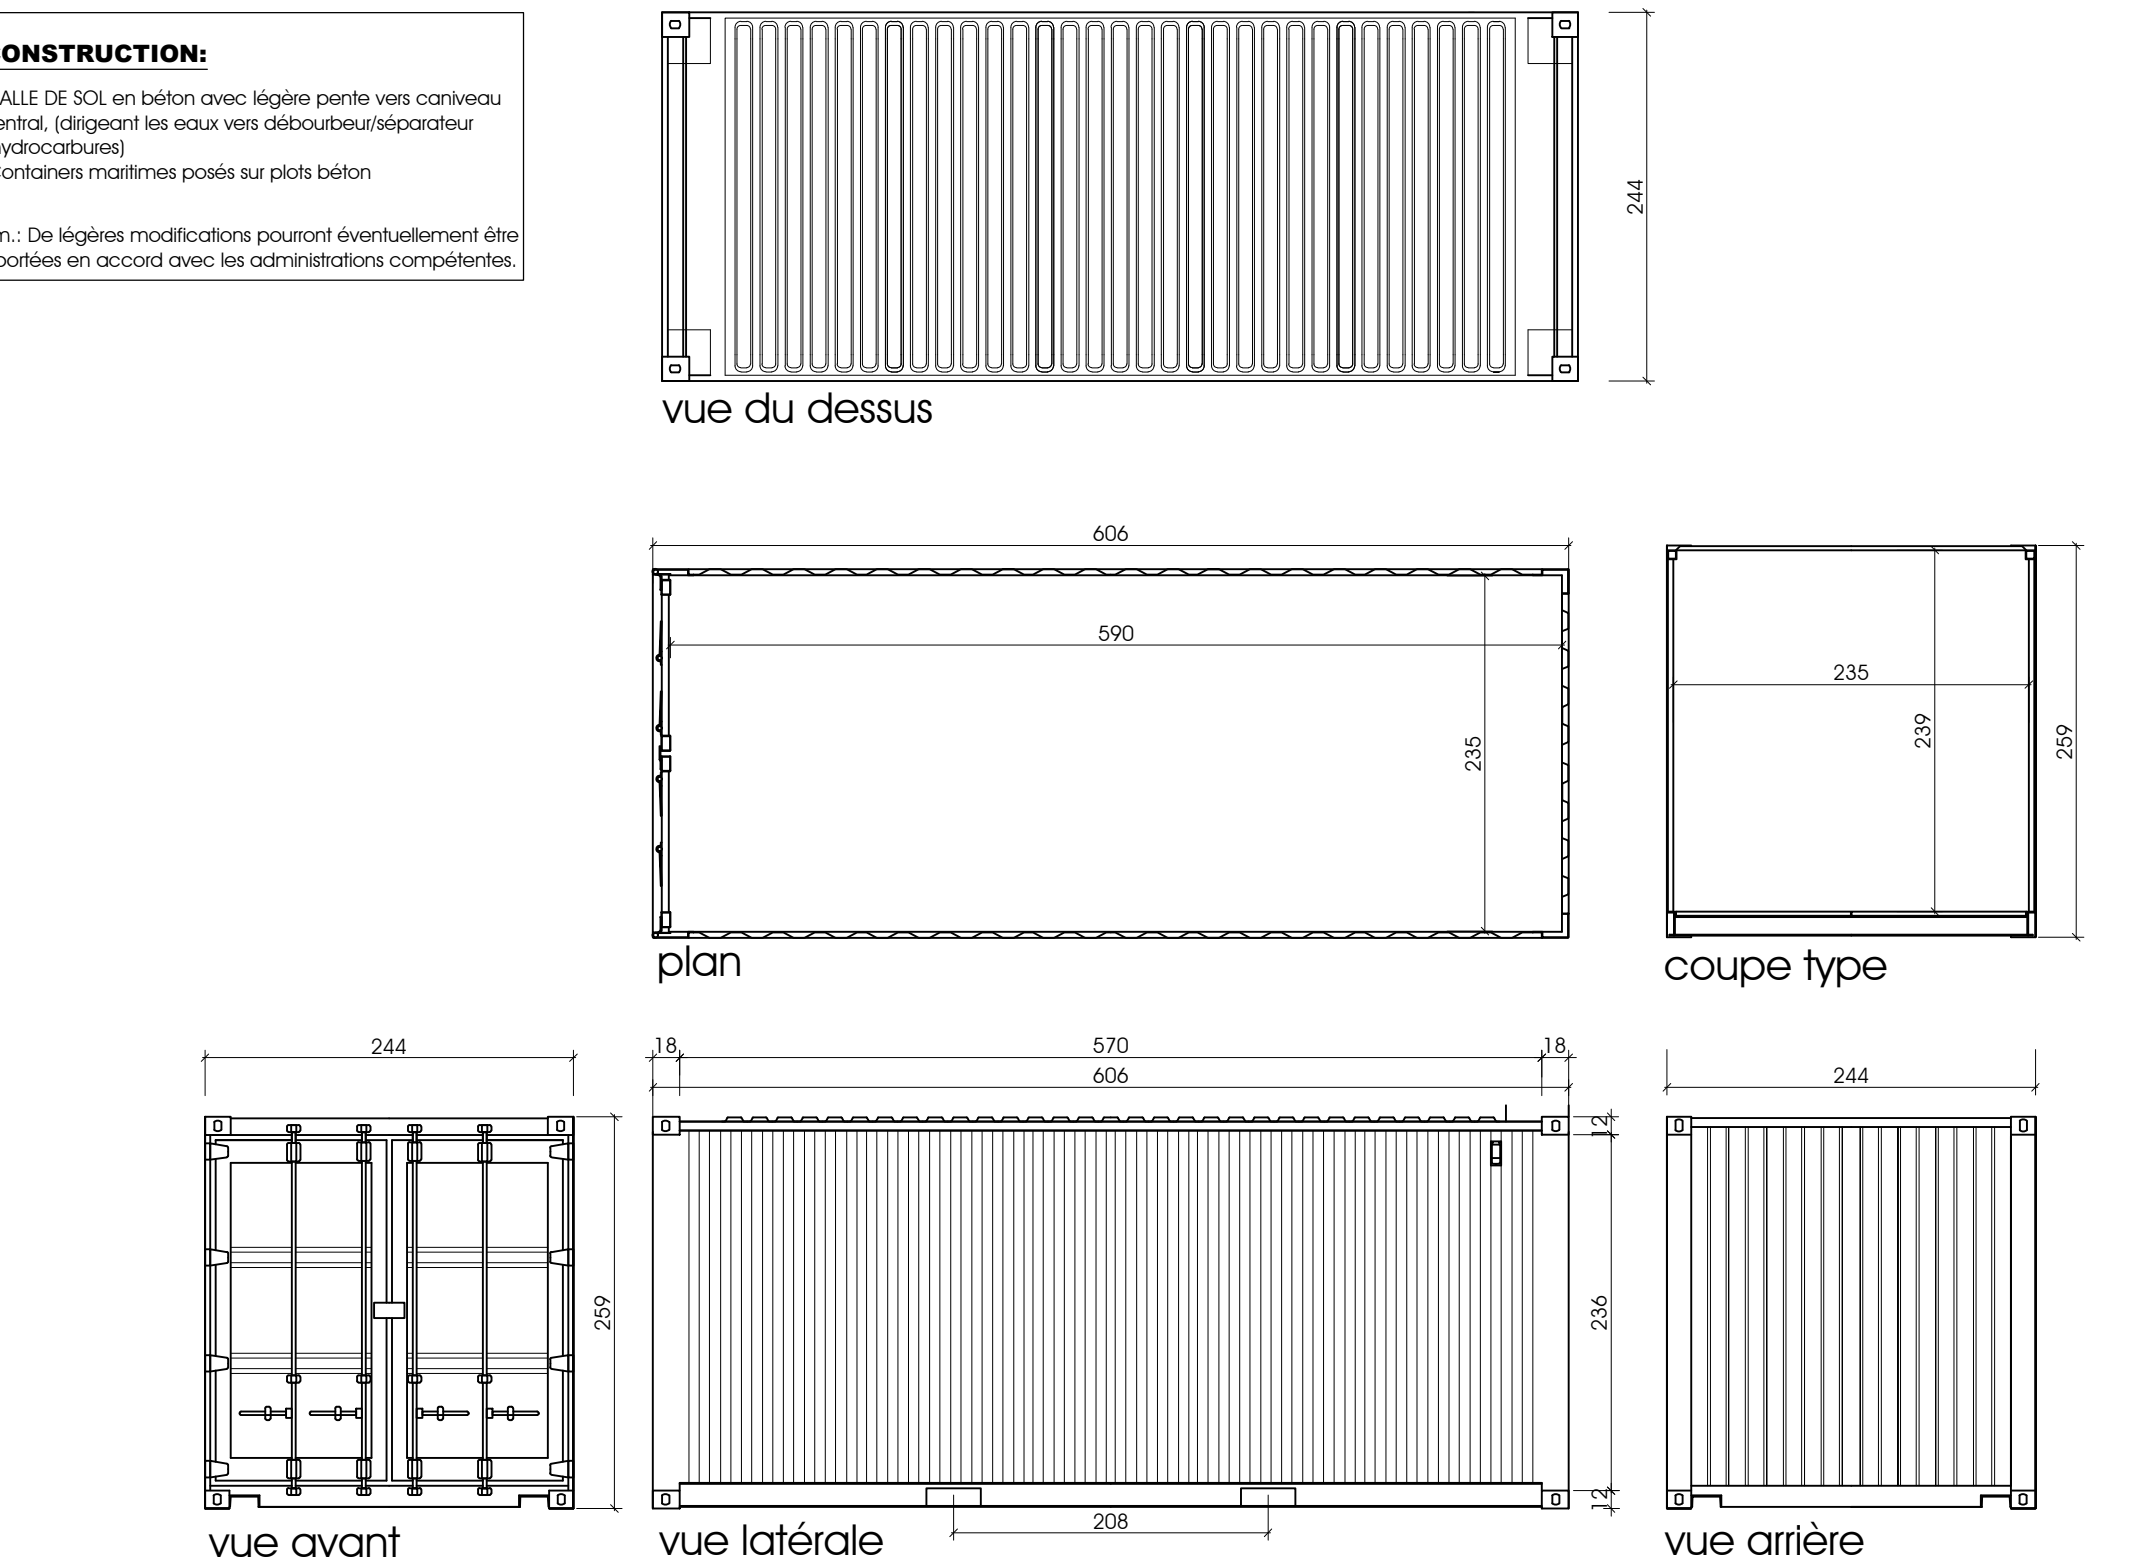 ONSTRUCTION:
ALLE DE SOL en béton avec légère pente vers caniveau
entral, (dirigeant les eaux vers débourbeur/séparateur
ydrocarbures)
ontainers maritimes posés sur plots béton
m.: De légères modifications pourront éventuellement être
portées en accord avec les administrations compétentes.
244
vue du dessus
606
590
235
plan
235
239
259
coupe type
244
259
vue avant
18
570
18
606
12
236
12
208
vue latérale
244
vue arrière